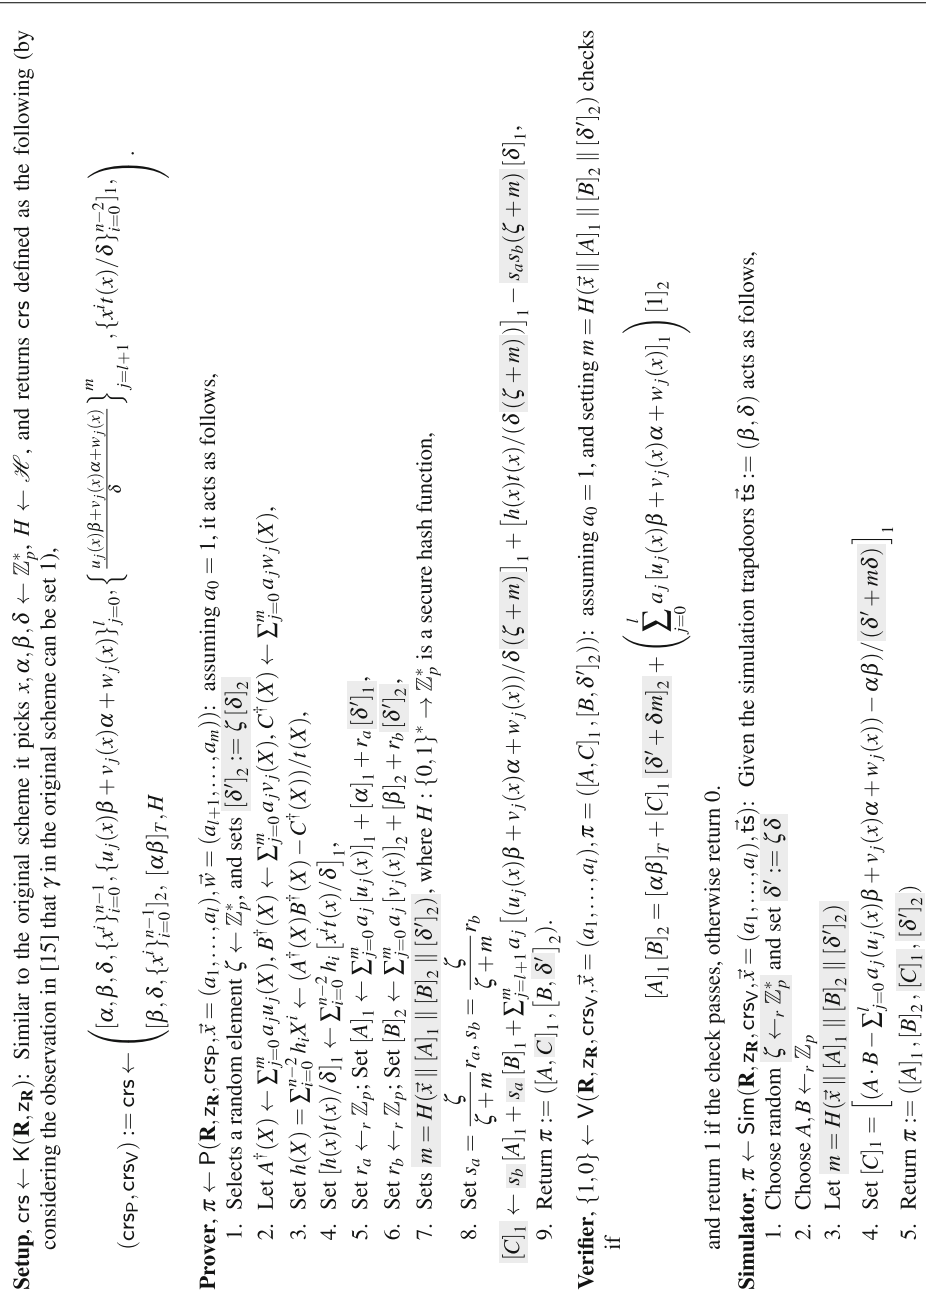 Setup, crs ← K(R, z_R): Similar to the original scheme it picks x, α, β, δ ← ℤ*_p, H ← ℋ, and returns crs defined as the following (by
considering the observation in [15] that γ in the original scheme can be set 1),
(crs_P, crs_V) := crs ← ( [α, β, δ, {x^i}_{i=0}^{n−1}, {u_j(x)β + v_j(x)α + w_j(x)}_{j=0}^{l}, { (u_j(x)β+v_j(x)α+w_j(x)) / δ }_{j=l+1}^{m}, {x^i t(x)/δ}_{i=0}^{n−2}]_1,
[β, δ, {x^i}_{i=0}^{n−1}]_2, [αβ]_T, H ) .
Prover, π ← P(R, z_R, crs_P, x⃗ = (a_1, …, a_l), w⃗ = (a_{l+1}, …, a_m)): assuming a_0 = 1, it acts as follows,
1. Selects a random element ζ ← ℤ*_p, and sets [δ′]_2 := ζ [δ]_2
2. Let A†(X) ← Σ_{j=0}^{m} a_j u_j(X), B†(X) ← Σ_{j=0}^{m} a_j v_j(X), C†(X) ← Σ_{j=0}^{m} a_j w_j(X),
3. Set h(X) = Σ_{i=0}^{n−2} h_i X^i ← (A†(X)B†(X) − C†(X))/t(X),
4. Set [h(x)t(x)/δ]_1 ← Σ_{i=0}^{n−2} h_i [x^i t(x)/δ]_1,
5. Set r_a ←_r ℤ_p; Set [A]_1 ← Σ_{j=0}^{m} a_j [u_j(x)]_1 + [α]_1 + r_a [δ′]_1,
6. Set r_b ←_r ℤ_p; Set [B]_2 ← Σ_{j=0}^{m} a_j [v_j(x)]_2 + [β]_2 + r_b [δ′]_2,
7. Sets m = H(x⃗ || [A]_1 || [B]_2 || [δ′]_2), where H : {0, 1}* → ℤ*_p is a secure hash function,
8. Set s_a = ζ/(ζ + m) r_a, s_b = ζ/(ζ + m) r_b
[C]_1 ← s_b [A]_1 + s_a [B]_1 + Σ_{j=l+1}^{m} a_j [(u_j(x)β + v_j(x)α + w_j(x))/δ(ζ + m)]_1 + [h(x)t(x)/(δ(ζ + m))]_1 − s_a s_b(ζ + m) [δ]_1,
9. Return π := ([A, C]_1, [B, δ′]_2).
Verifier, {1, 0} ← V(R, z_R, crs_V, x⃗ = (a_1, …, a_l), π = ([A, C]_1, [B, δ′]_2)): assuming a_0 = 1, and setting m = H(x⃗ || [A]_1 || [B]_2 || [δ′]_2) checks
if
[A]_1 [B]_2 = [αβ]_T + [C]_1 [δ′ + δm]_2 + ( Σ_{j=0}^{l} a_j [u_j(x)β + v_j(x)α + w_j(x)]_1 ) [1]_2
and return 1 if the check passes, otherwise return 0.
Simulator, π ← Sim(R, z_R, crs_V, x⃗ = (a_1, …, a_l), ts⃗): Given the simulation trapdoors ts⃗ := (β, δ) acts as follows,
1. Choose random ζ ←_r ℤ*_p and set δ′ := ζδ
2. Choose A, B ←_r ℤ_p
3. Let m = H(x⃗ || [A]_1 || [B]_2 || [δ′]_2)
4. Set [C]_1 = [(A · B − Σ_{j=0}^{l} a_j(u_j(x)β + v_j(x)α + w_j(x)) − αβ)/(δ′ + mδ)]_1
5. Return π := ([A]_1, [B]_2, [C]_1, [δ′]_2)